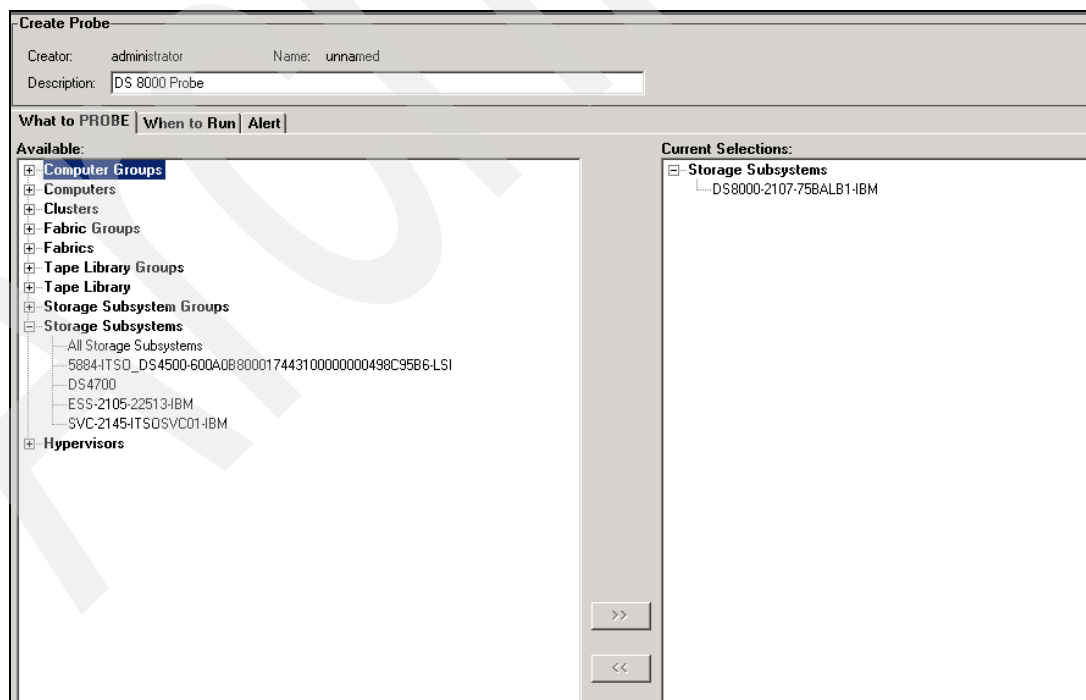 Create Probe
Creator: administrator Name: unnamed
Description: DS 8000 Probe
What to PROBE When to Run Alert
Available:
Computer Groups
Computers
Clusters
Fabric Groups
Fabrics
Tape Library Groups
Tape Library
Storage Subsystem Groups
Storage Subsystems
All Storage Subsystems
5884-ITSO_DS4500-600A0B800017443100000000498C95B6-LSI
DS4700
ESS-2105-22513-IBM
SVC-2145-ITSOSVC01-IBM
Hypervisors
>>
<<
Current Selections:
Storage Subsystems
DS8000-2107-75BALB1-IBM